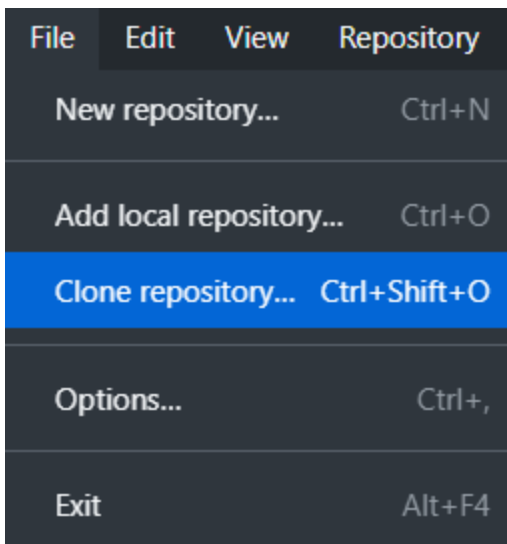 File Edit View Repository
New repository... Ctrl+N
Add local repository... Ctrl+O
Clone repository... Ctrl+Shift+O
Options... Ctrl+,
Exit Alt+F4